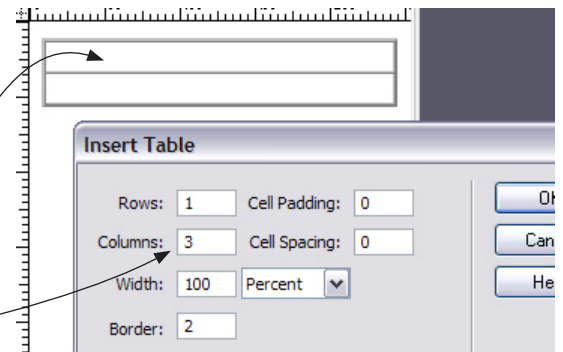 Insert Table
Rows: 1 Cell Padding: 0
Columns: 3 Cell Spacing: 0
Width: 100 Percent
Border: 2